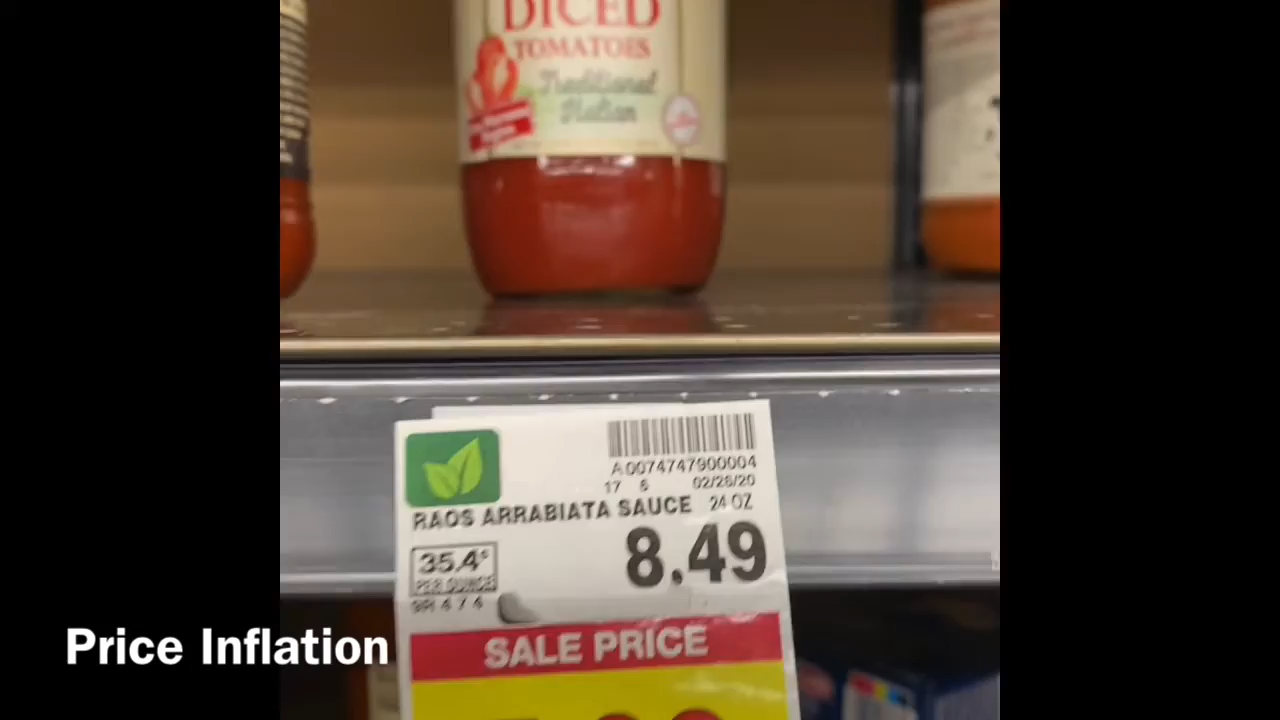 DICED
TOMATOES
Traditional
Italian
A0074747900004
17 6 02/28/20
RAOS ARRABIATA SAUCE 24 OZ
35.4¢
PER OUNCE
8.49
SALE PRICE
Price Inflation